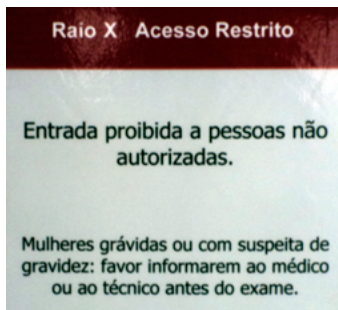 Raio X Acesso Restrito
Entrada proibida a pessoas não
autorizadas.
Mulheres grávidas ou com suspeita de
gravidez: favor informarem ao médico
ou ao técnico antes do exame.